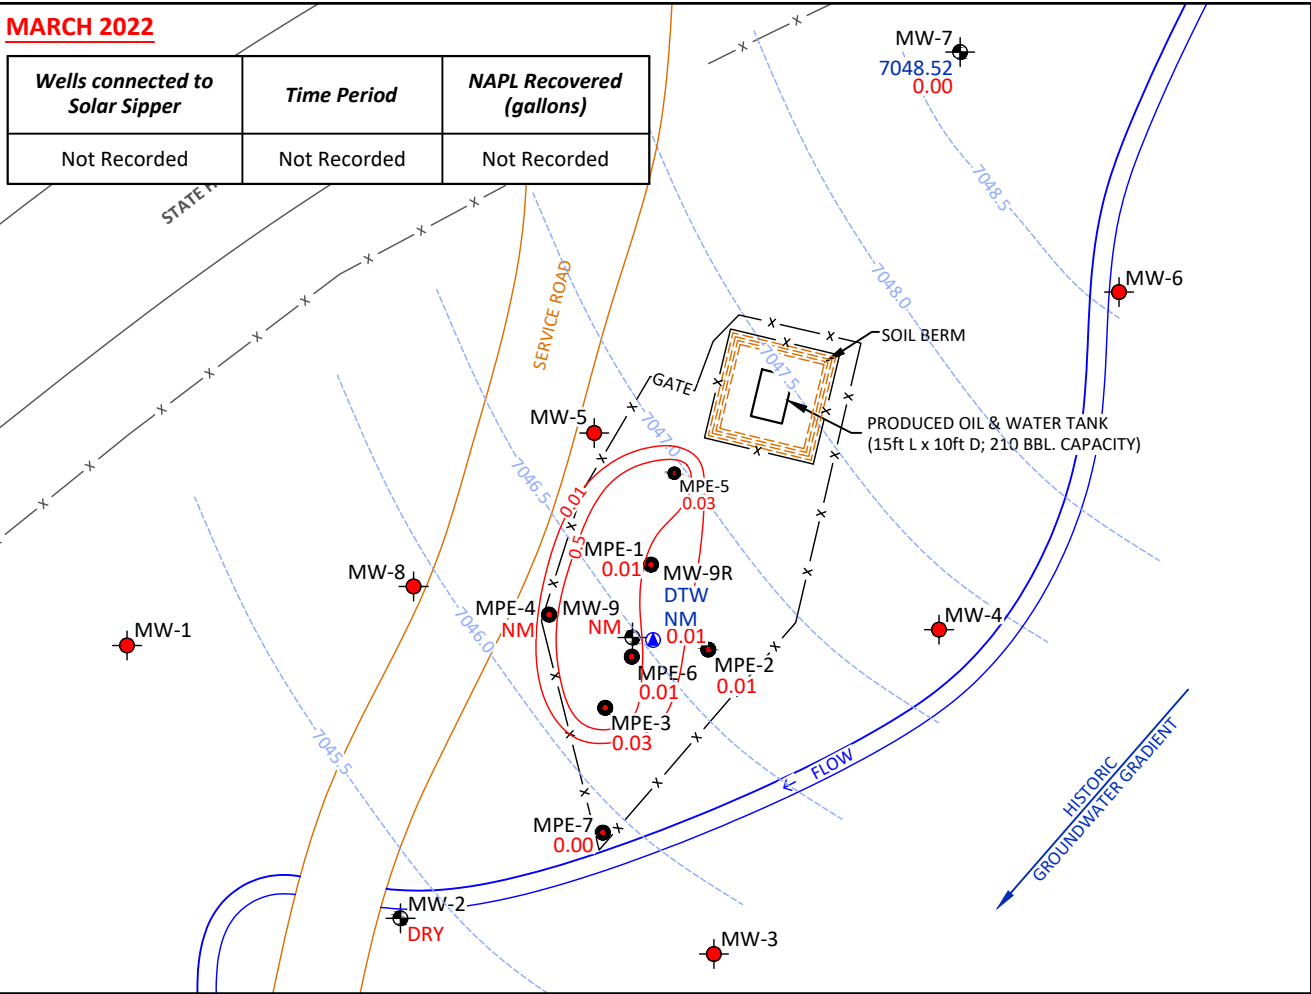 MARCH 2022
Wells connected to
Solar Sipper
Time Period
NAPL Recovered
(gallons)
Not Recorded
Not Recorded
Not Recorded
STATE
SERVICE ROAD
MW-7
7048.52
0.00
7048.5
7048.0
MW-6
SOIL BERM
7047.5
GATE
PRODUCED OIL & WATER TANK
(15ft L x 10ft D; 210 BBL. CAPACITY)
MW-5
7047.0
7046.5
MPE-5
0.03
0.01
0.5
MPE-1
0.01
MW-9R
DTW
NM
0.01
MW-8
MPE-4
NM
MW-9
NM
7046.0
MW-1
MW-4
MPE-2
0.01
MPE-6
0.01
MPE-3
0.03
7045.5
FLOW
HISTORIC
GROUNDWATER GRADIENT
MPE-7
0.00
MW-2
DRY
MW-3